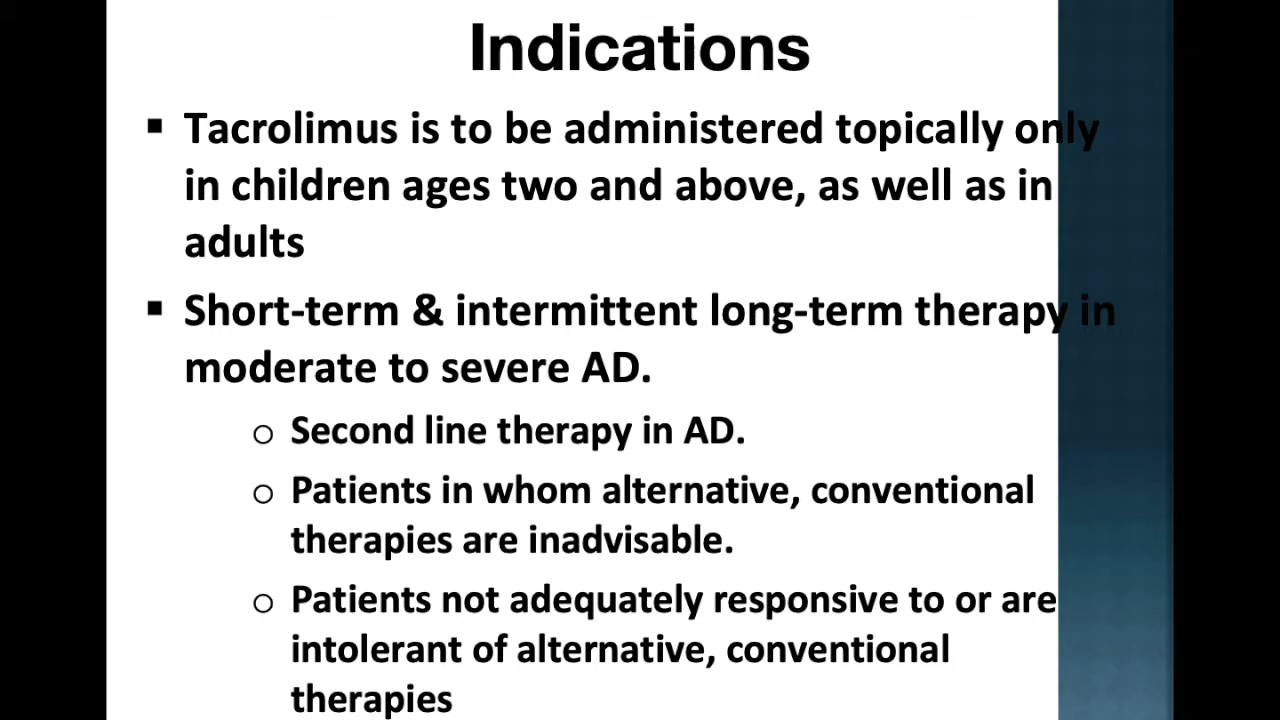 Indications
▪ Tacrolimus is to be administered topically only
in children ages two and above, as well as in
adults
▪ Short-term & intermittent long-term therapy in
moderate to severe AD.
o Second line therapy in AD.
o Patients in whom alternative, conventional
therapies are inadvisable.
o Patients not adequately responsive to or are
intolerant of alternative, conventional
therapies